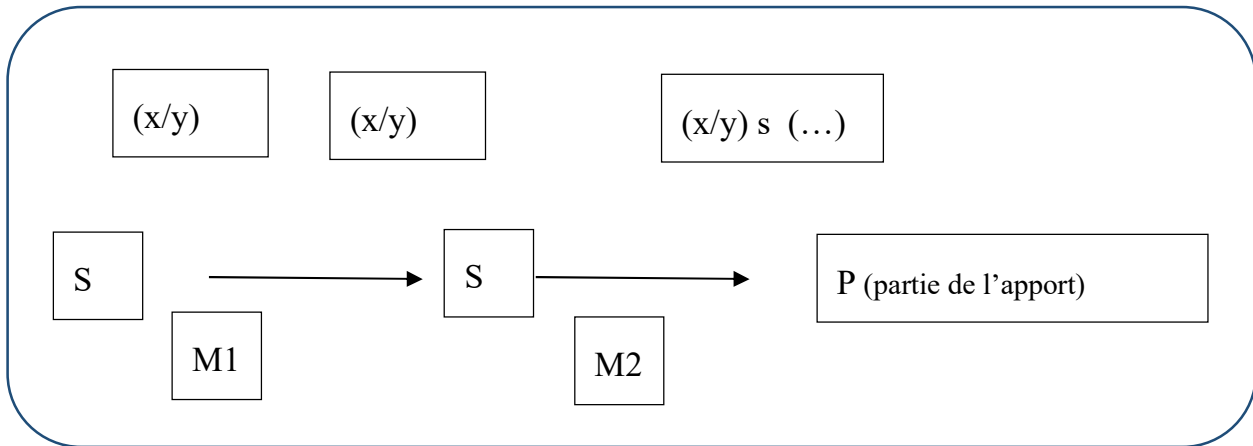 (x/y)
(x/y)
(x/y) s (…)
S
S
P (partie de l’apport)
M1
M2